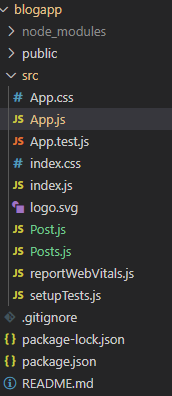 blogapp
node_modules
public
src
# App.css
JS App.js
JS App.test.js
# index.css
JS index.js
logo.svg
JS Post.js
JS Posts.js
JS reportWebVitals.js
JS setupTests.js
.gitignore
{} package-lock.json
{} package.json
README.md